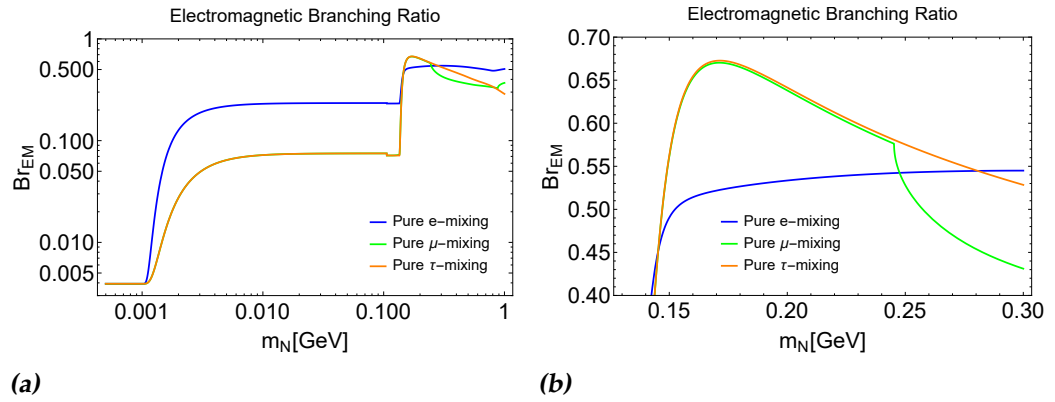 Electromagnetic Branching Ratio
1
0.500
0.100
0.050
0.010
0.005
Br_EM
Pure e-mixing
Pure μ-mixing
Pure τ-mixing
0.001
0.010
0.100
1
m_N[GeV]
(a)
Electromagnetic Branching Ratio
0.70
0.65
0.60
0.55
0.50
0.45
0.40
Br_EM
Pure e-mixing
Pure μ-mixing
Pure τ-mixing
0.15
0.20
0.25
0.30
m_N[GeV]
(b)